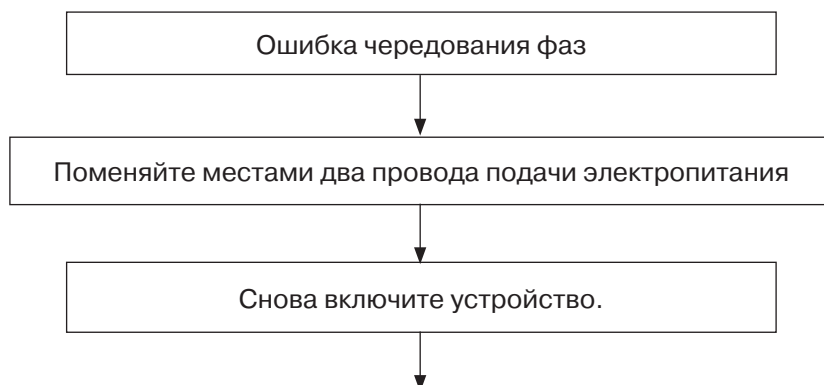 Ошибка чередования фаз
Поменяйте местами два провода подачи электропитания
Снова включите устройство.